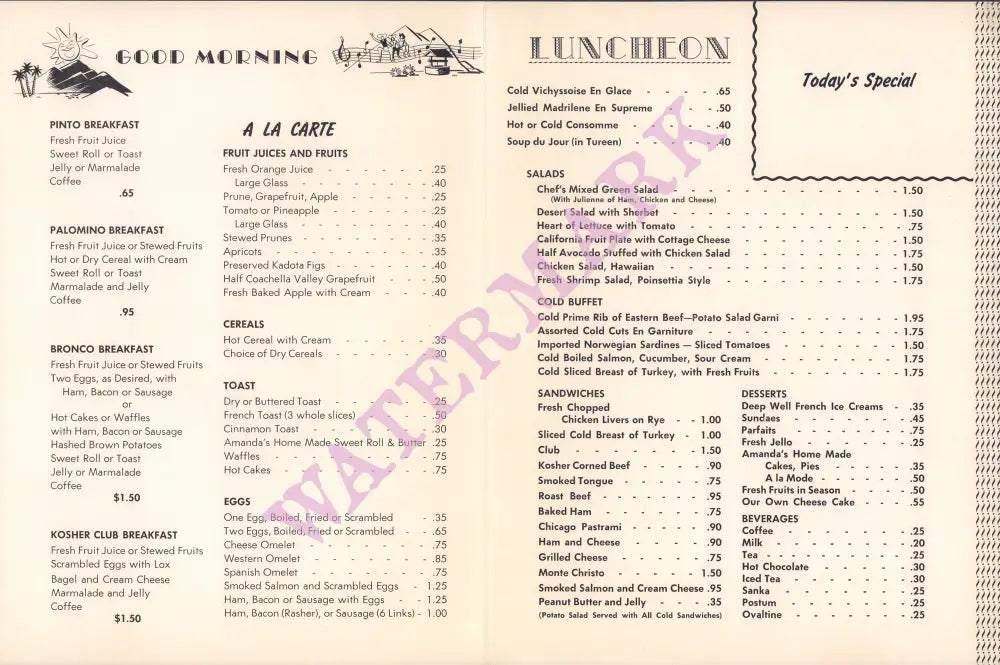 GOOD MORNING
PINTO BREAKFAST
Fresh Fruit Juice
Sweet Roll or Toast
Jelly or Marmalade
Coffee
.65
PALOMINO BREAKFAST
Fresh Fruit Juice or Stewed Fruits
Hot or Dry Cereal with Cream
Sweet Roll or Toast
Marmalade and Jelly
Coffee
.95
BRONCO BREAKFAST
Fresh Fruit Juice or Stewed Fruits
Two Eggs, as Desired, with
Ham, Bacon or Sausage
or
Hot Cakes or Waffles
with Ham, Bacon or Sausage
Hashed Brown Potatoes
Sweet Roll or Toast
Jelly or Marmalade
Coffee
$1.50
KOSHER CLUB BREAKFAST
Fresh Fruit Juice or Stewed Fruits
Scrambled Eggs with Lox
Bagel and Cream Cheese
Marmalade and Jelly
Coffee
$1.50
A LA CARTE
FRUIT JUICES AND FRUITS
Fresh Orange Juice - - - - - - .25
Large Glass - - - - - - - .40
Prune, Grapefruit, Apple - - - - - .25
Tomato or Pineapple - - - - - .25
Large Glass - - - - - - - .40
Stewed Prunes - - - - - - - .35
Apricots - - - - - - - - .35
Preserved Kadota Figs - - - - - .40
Half Coachella Valley Grapefruit - - - .50
Fresh Baked Apple with Cream - - - .40
CEREALS
Hot Cereal with Cream - - - - - .35
Choice of Dry Cereals - - - - - .30
TOAST
Dry or Buttered Toast - - - - - .25
French Toast (3 whole slices) - - - - .50
Cinnamon Toast - - - - - - .30
Amanda's Home Made Sweet Roll & Butter .25
Waffles - - - - - - - - .75
Hot Cakes - - - - - - - .75
EGGS
One Egg, Boiled, Fried or Scrambled - .35
Two Eggs, Boiled, Fried or Scrambled - - .65
Cheese Omelet - - - - - - .75
Western Omelet - - - - - - .85
Spanish Omelet - - - - - - .75
Smoked Salmon and Scrambled Eggs - 1.25
Ham, Bacon or Sausage with Eggs - - 1.25
Ham, Bacon (Rasher), or Sausage (6 Links) - 1.00
LUNCHEON
Cold Vichyssoise En Glace - - - - .65
Jellied Madrilene En Supreme - - - .50
Hot or Cold Consomme - - - - .40
Soup du Jour (in Tureen) - - - - .40
Today's Special
SALADS
Chef's Mixed Green Salad - - - - - - - - - - 1.50
(With Julienne of Ham, Chicken and Cheese)
Desert Salad with Sherbet - - - - - - - - - - 1.50
Heart of Lettuce with Tomato - - - - - - - - - .75
California Fruit Plate with Cottage Cheese - - - - - - - 1.50
Half Avocado Stuffed with Chicken Salad - - - - - - - 1.75
Chicken Salad, Hawaiian - - - - - - - - - - 1.50
Fresh Shrimp Salad, Poinsettia Style - - - - - - - - 1.75
COLD BUFFET
Cold Prime Rib of Eastern Beef—Potato Salad Garni - - - - - 1.95
Assorted Cold Cuts En Garniture - - - - - - - - - 1.75
Imported Norwegian Sardines — Sliced Tomatoes - - - - - 1.50
Cold Boiled Salmon, Cucumber, Sour Cream - - - - - - 1.75
Cold Sliced Breast of Turkey, with Fresh Fruits - - - - - - 1.75
SANDWICHES
Fresh Chopped
Chicken Livers on Rye - - 1.00
Sliced Cold Breast of Turkey - 1.00
Club - - - - - - 1.50
Kosher Corned Beef - - - - .90
Smoked Tongue - - - - - .75
Roast Beef - - - - - - .95
Baked Ham - - - - - - .75
Chicago Pastrami - - - - - .90
Ham and Cheese - - - - .90
Grilled Cheese - - - - - .75
Monte Christo - - - - - 1.50
Smoked Salmon and Cream Cheese .95
Peanut Butter and Jelly - - - .35
(Potato Salad Served with All Cold Sandwiches)
DESSERTS
Deep Well French Ice Creams - .35
Sundaes - - - - - - .45
Parfaits - - - - - - .75
Fresh Jello - - - - - .25
Amanda's Home Made
Cakes, Pies - - - - .35
A la Mode - - - - - .50
Fresh Fruits in Season - - - - .50
Our Own Cheese Cake - - - .55
BEVERAGES
Coffee - - - - - - - .25
Milk - - - - - - - .20
Tea - - - - - - - - .25
Hot Chocolate - - - - - .30
Iced Tea - - - - - - .30
Sanka - - - - - - - .25
Postum - - - - - - .25
Ovaltine - - - - - - .25
WATERMARK